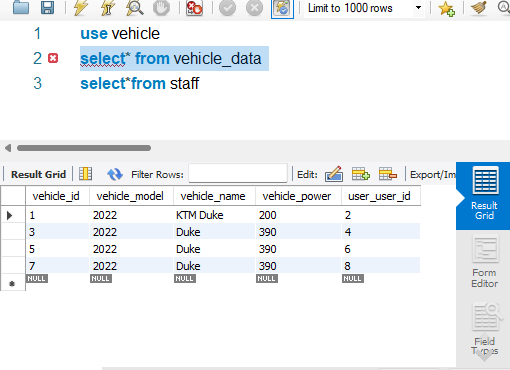 Limit to 1000 rows
1 use vehicle
2 select* from vehicle_data
3 select*from staff
Result Grid Filter Rows: Edit: Export/Im
vehicle_id vehicle_model vehicle_name vehicle_power user_user_id
1 2022 KTM Duke 200 2
3 2022 Duke 390 4
5 2022 Duke 390 6
7 2022 Duke 390 8
NULL NULL NULL NULL NULL
Result
Grid
Form
Editor
Field
Types